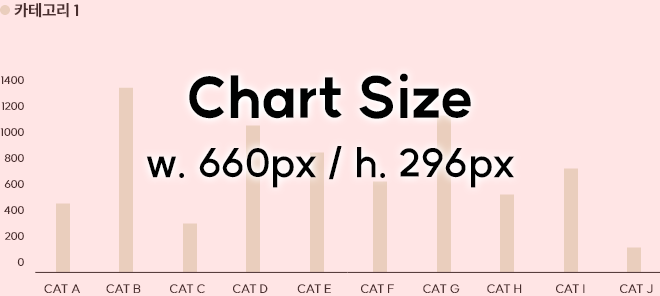 카테고리 1
Chart Size
w. 660px / h. 296px
1400
1200
1000
800
600
400
200
0
CAT A CAT B CAT C CAT D CAT E CAT F CAT G CAT H CAT I CAT J